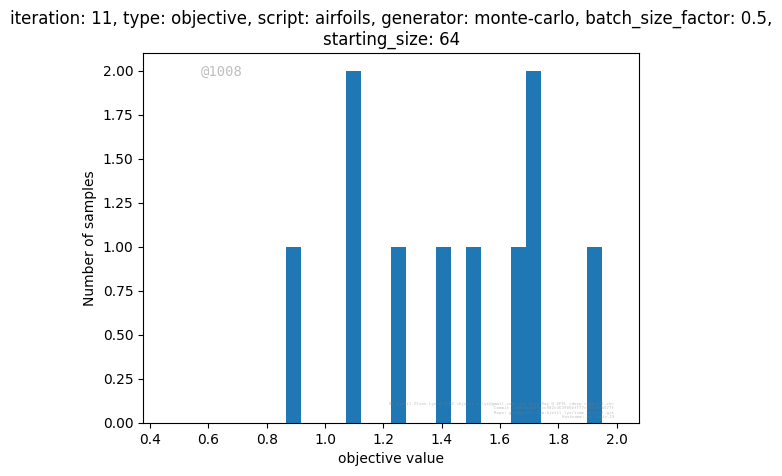 iteration: 11, type: objective, script: airfoils, generator: monte-carlo, batch_size_factor: 0.5,
starting_size: 64
@1008
2.00
1.75
1.50
1.25
1.00
0.75
0.50
0.25
0.00
Number of samples
0.4 0.6 0.8 1.0 1.2 1.4 1.6 1.8 2.0
objective value